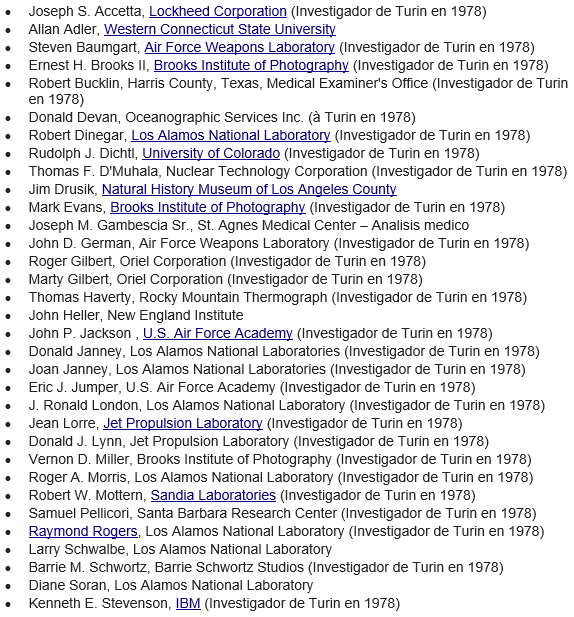 • Joseph S. Accetta, Lockheed Corporation (Investigador de Turin en 1978)
• Allan Adler, Western Connecticut State University
• Steven Baumgart, Air Force Weapons Laboratory (Investigador de Turin en 1978)
• Ernest H. Brooks II, Brooks Institute of Photography (Investigador de Turin en 1978)
• Robert Bucklin, Harris County, Texas, Medical Examiner's Office (Investigador de Turin
en 1978)
• Donald Devan, Oceanographic Services Inc. (à Turin en 1978)
• Robert Dinegar, Los Alamos National Laboratory (Investigador de Turin en 1978)
• Rudolph J. Dichtl, University of Colorado (Investigador de Turin en 1978)
• Thomas F. D'Muhala, Nuclear Technology Corporation (Investigador de Turin en 1978)
• Jim Drusik, Natural History Museum of Los Angeles County
• Mark Evans, Brooks Institute of Photography (Investigador de Turin en 1978)
• Joseph M. Gambescia Sr., St. Agnes Medical Center – Analisis medico
• John D. German, Air Force Weapons Laboratory (Investigador de Turin en 1978)
• Roger Gilbert, Oriel Corporation (Investigador de Turin en 1978)
• Marty Gilbert, Oriel Corporation (Investigador de Turin en 1978)
• Thomas Haverty, Rocky Mountain Thermograph (Investigador de Turin en 1978)
• John Heller, New England Institute
• John P. Jackson , U.S. Air Force Academy (Investigador de Turin en 1978)
• Donald Janney, Los Alamos National Laboratories (Investigador de Turin en 1978)
• Joan Janney, Los Alamos National Laboratories (Investigador de Turin en 1978)
• Eric J. Jumper, U.S. Air Force Academy (Investigador de Turin en 1978)
• J. Ronald London, Los Alamos National Laboratory (Investigador de Turin en 1978)
• Jean Lorre, Jet Propulsion Laboratory (Investigador de Turin en 1978)
• Donald J. Lynn, Jet Propulsion Laboratory (Investigador de Turin en 1978)
• Vernon D. Miller, Brooks Institute of Photography (Investigador de Turin en 1978)
• Roger A. Morris, Los Alamos National Laboratory (Investigador de Turin en 1978)
• Robert W. Mottern, Sandia Laboratories (Investigador de Turin en 1978)
• Samuel Pellicori, Santa Barbara Research Center (Investigador de Turin en 1978)
• Raymond Rogers, Los Alamos National Laboratory (Investigador de Turin en 1978)
• Larry Schwalbe, Los Alamos National Laboratory
• Barrie M. Schwortz, Barrie Schwortz Studios (Investigador de Turin en 1978)
• Diane Soran, Los Alamos National Laboratory
• Kenneth E. Stevenson, IBM (Investigador de Turin en 1978)